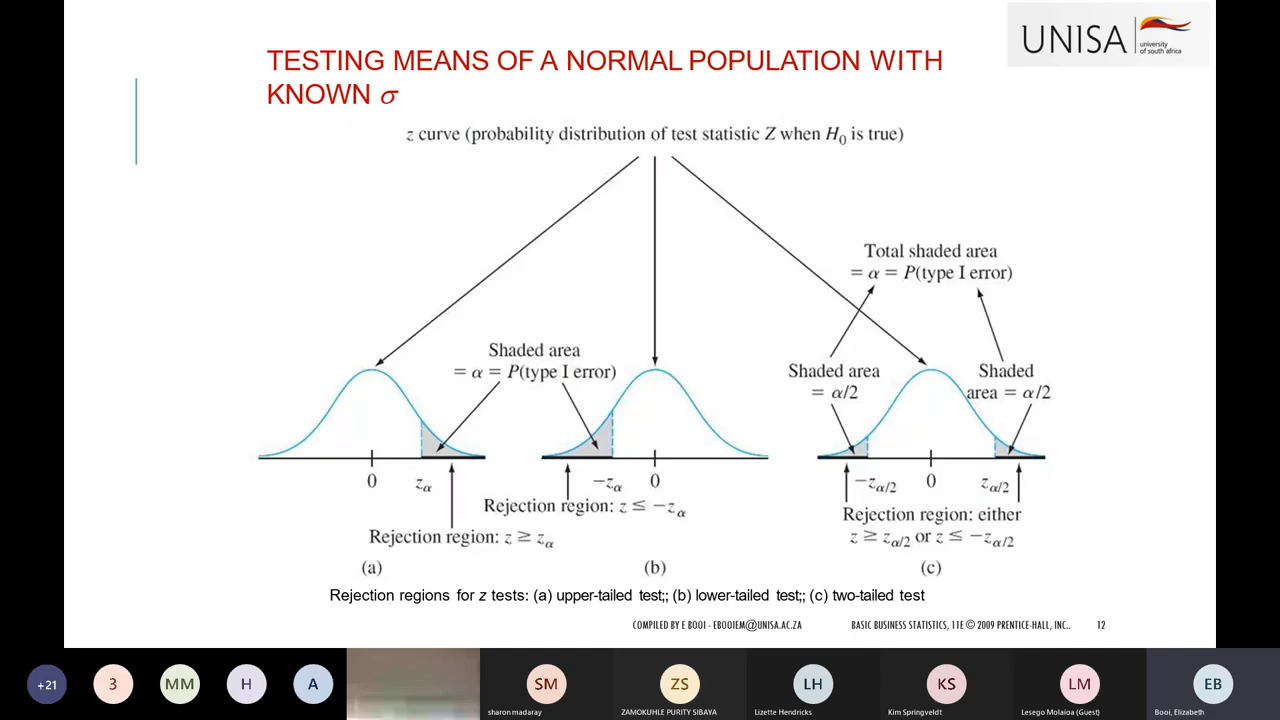 UNISA
university
of south africa
TESTING MEANS OF A NORMAL POPULATION WITH
KNOWN σ
z curve (probability distribution of test statistic Z when H₀ is true)
Total shaded area
= α = P(type I error)
Shaded area
= α = P(type I error)
Shaded area
= α/2
Shaded
area = α/2
0
zα
−zα
0
−zα/2
0
zα/2
Rejection region: z ≥ zα
Rejection region: z ≤ −zα
Rejection region: either
z ≥ zα/2 or z ≤ −zα/2
(a)
(b)
(c)
Rejection regions for z tests: (a) upper-tailed test;; (b) lower-tailed test;; (c) two-tailed test
COMPILED BY E BOOI - EBOOIEM@UNISA.AC.ZA
BASIC BUSINESS STATISTICS, 11E © 2009 PRENTICE-HALL, INC..
12
+21
3
MM
H
A
SM
sharon madaray
ZS
ZAMOKUHLE PURITY SIBAYA
LH
Lizette Hendricks
KS
Kim Springveldt
LM
Lesego Molaioa (Guest)
EB
Booi, Elizabeth